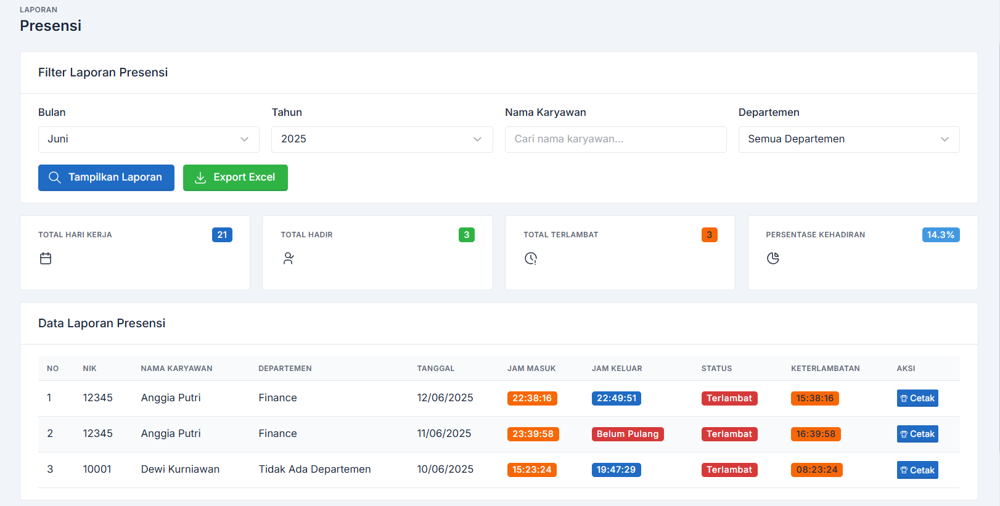 LAPORAN
Presensi
Filter Laporan Presensi
Bulan Tahun Nama Karyawan Departemen
Juni 2025 Cari nama karyawan... Semua Departemen
Tampilkan Laporan Export Excel
TOTAL HARI KERJA 21 TOTAL HADIR 3 TOTAL TERLAMBAT 3 PERSENTASE KEHADIRAN 14.3%
Data Laporan Presensi
NO NIK NAMA KARYAWAN DEPARTEMEN TANGGAL JAM MASUK JAM KELUAR STATUS KETERLAMBATAN AKSI
1 12345 Anggia Putri Finance 12/06/2025 22:38:16 22:49:51 Terlambat 15:38:16 Cetak
2 12345 Anggia Putri Finance 11/06/2025 23:39:58 Belum Pulang Terlambat 16:39:58 Cetak
3 10001 Dewi Kurniawan Tidak Ada Departemen 10/06/2025 15:23:24 19:47:29 Terlambat 08:23:24 Cetak